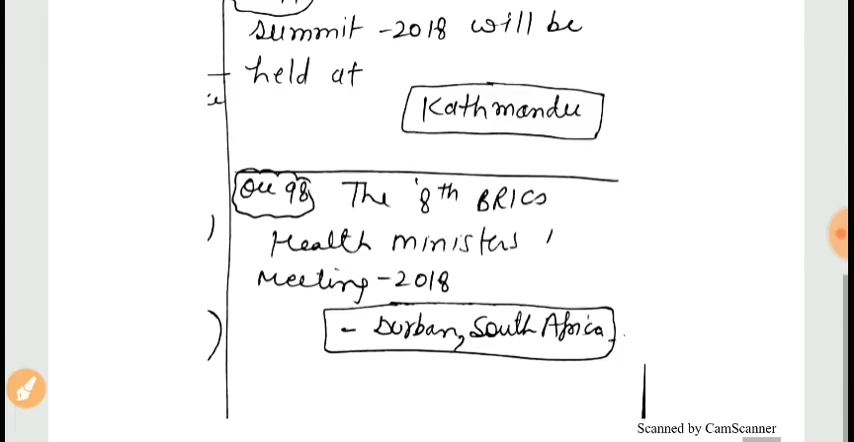 summit -2018 will be
held at
Kathmandu
Que 98 The 8th BRICS
Health ministers'
Meeting -2018
- Durban, South Africa.
Scanned by CamScanner